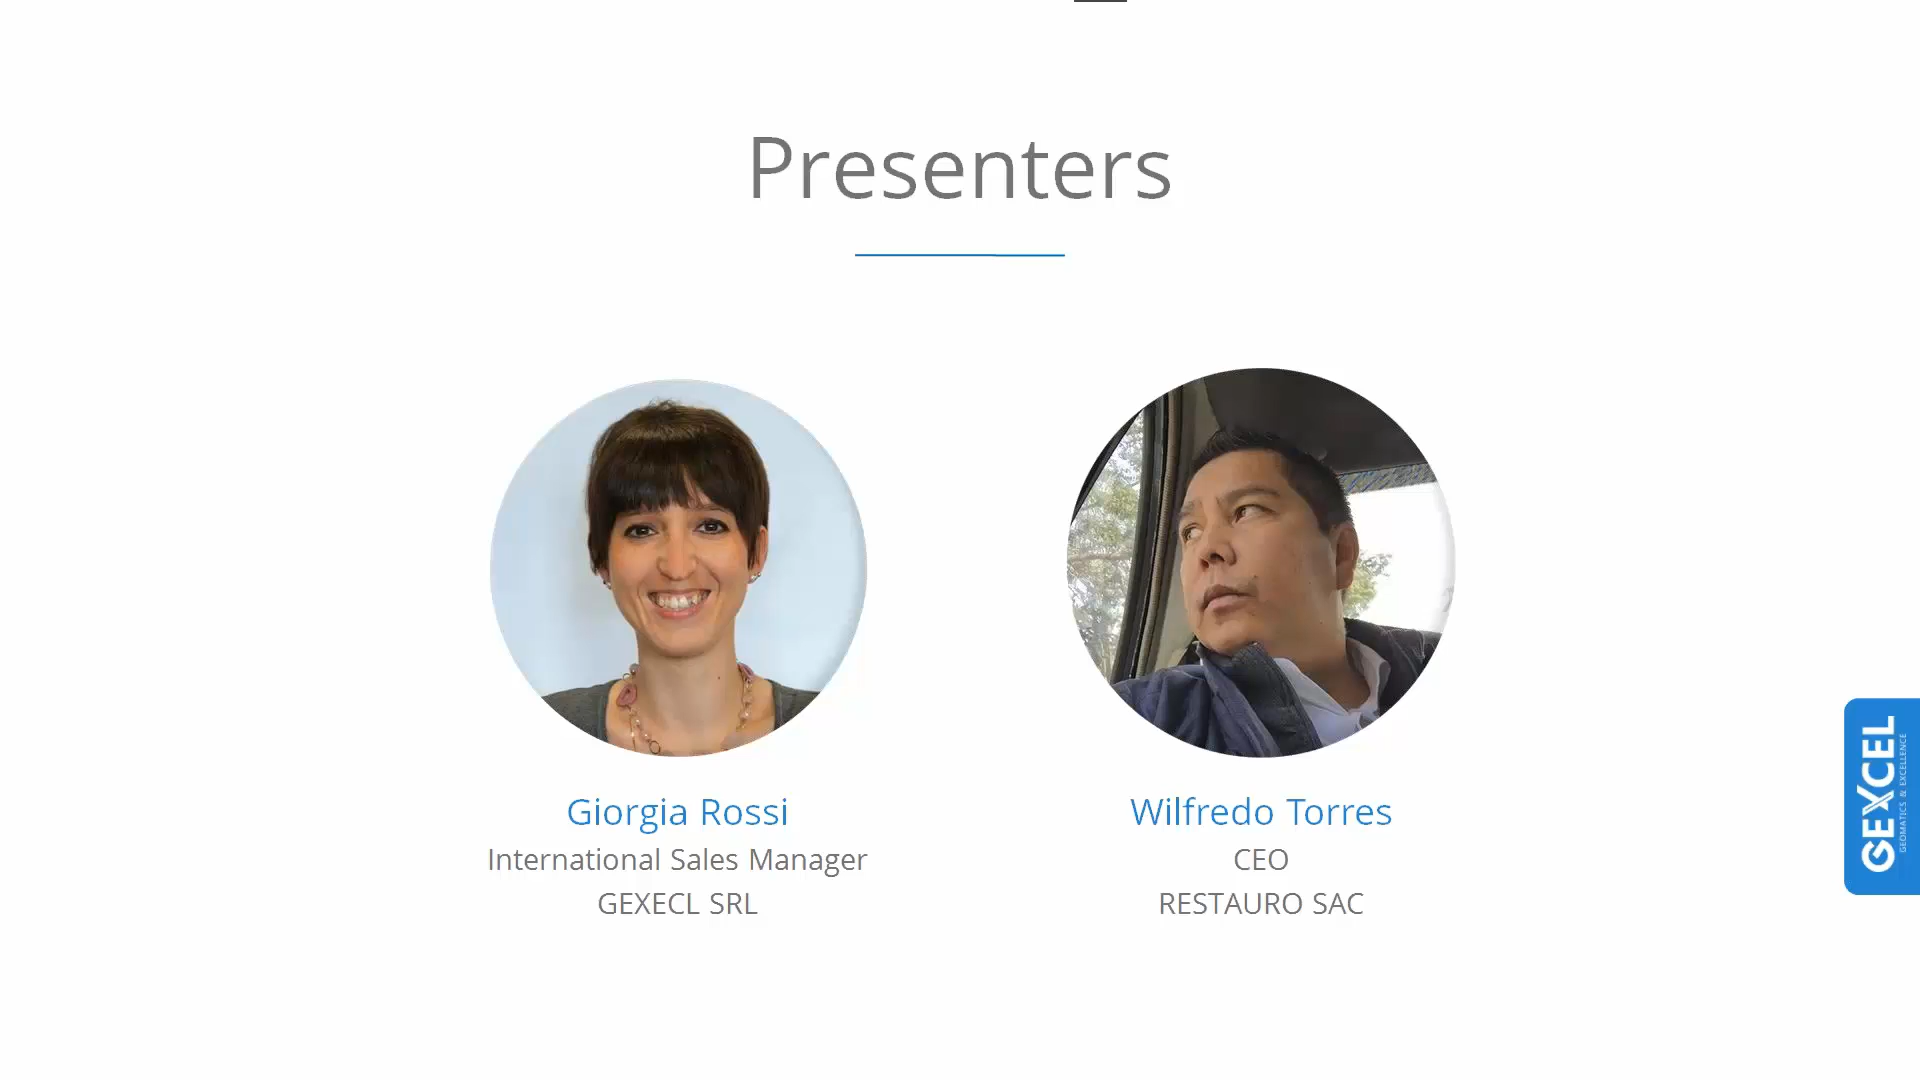 Presenters
Giorgia Rossi
International Sales Manager
GEXECL SRL
Wilfredo Torres
CEO
RESTAURO SAC
GEXCEL
GEOMATICS & EXCELLENCE